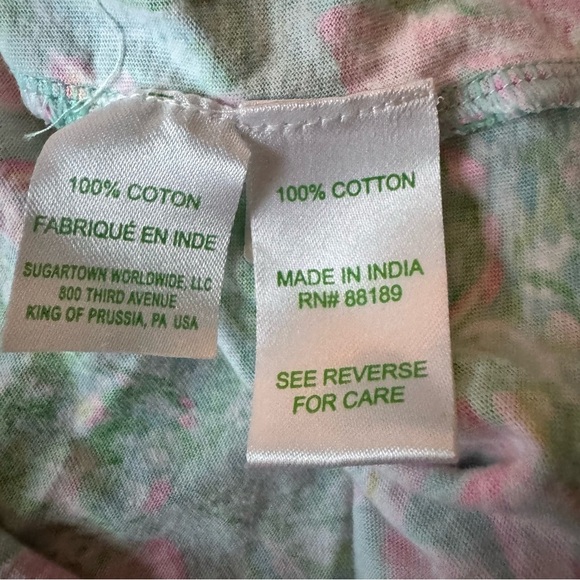 100% COTON
FABRIQUÉ EN INDE
SUGARTOWN WORLDWIDE, LLC
800 THIRD AVENUE
KING OF PRUSSIA, PA USA
100% COTTON
MADE IN INDIA
RN# 88189
SEE REVERSE
FOR CARE